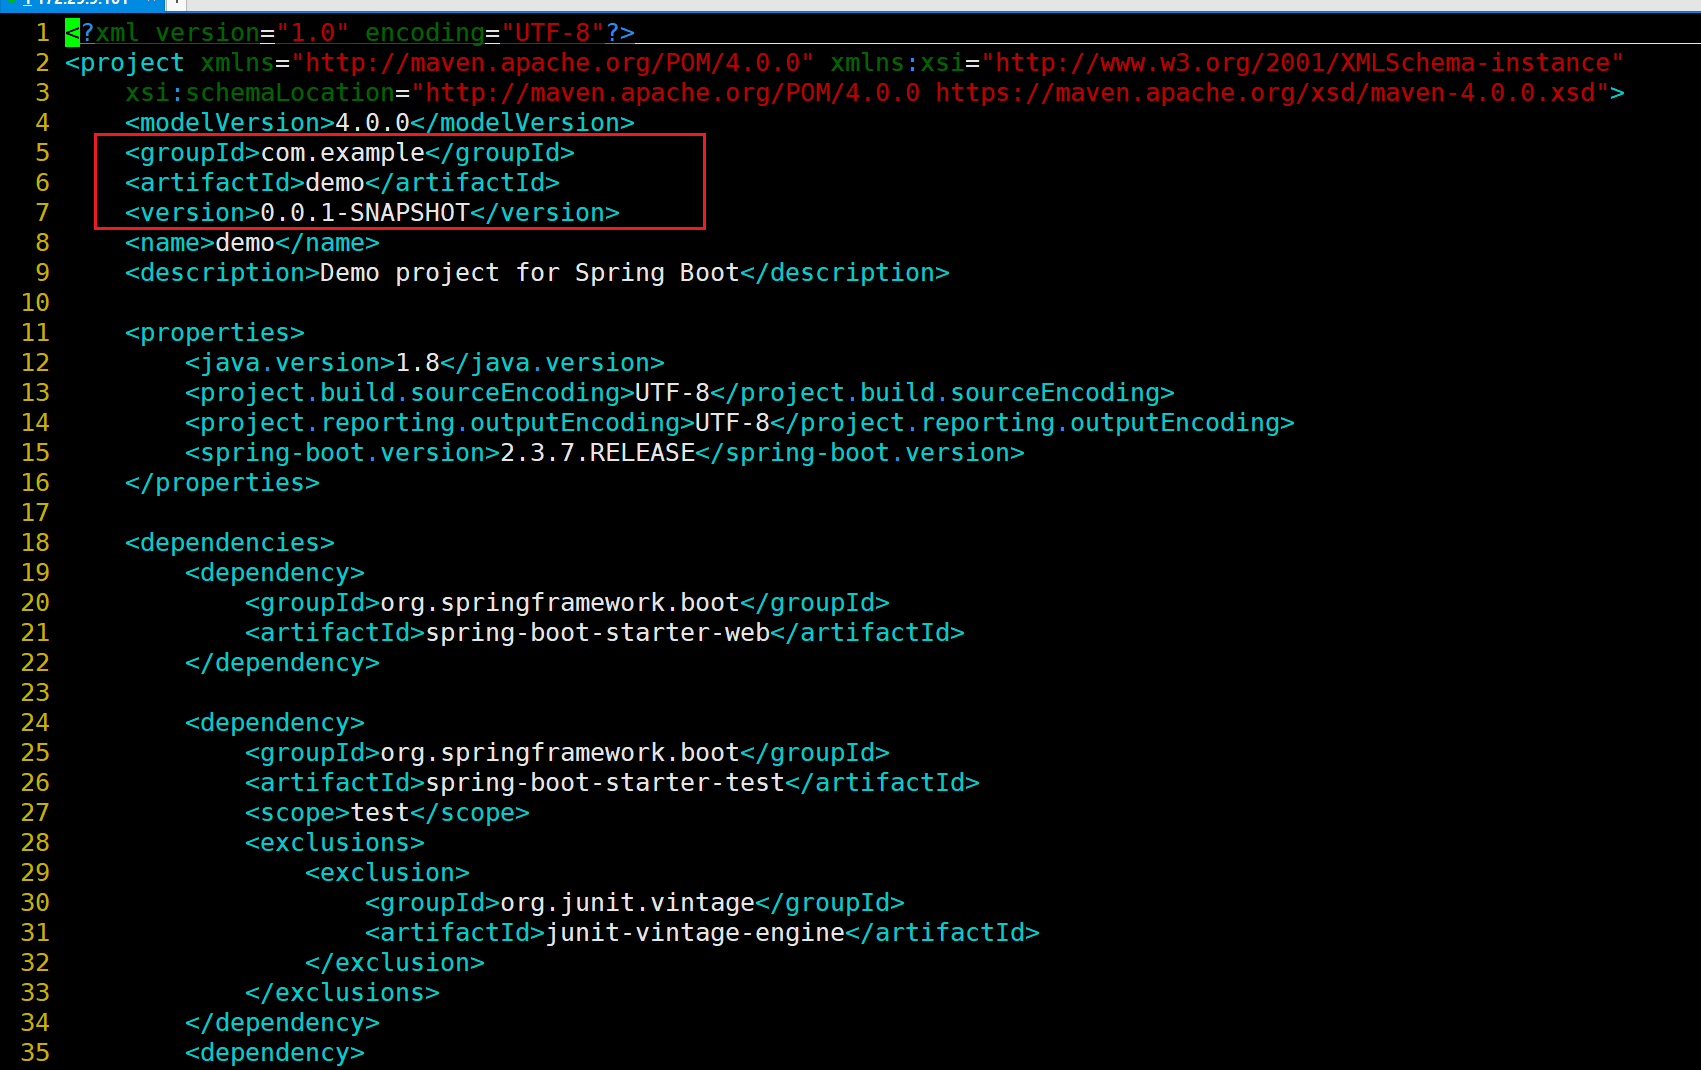 1 <?xml version="1.0" encoding="UTF-8"?>
2 <project xmlns="http://maven.apache.org/POM/4.0.0" xmlns:xsi="http://www.w3.org/2001/XMLSchema-instance"
3     xsi:schemaLocation="http://maven.apache.org/POM/4.0.0 https://maven.apache.org/xsd/maven-4.0.0.xsd">
4     <modelVersion>4.0.0</modelVersion>
5     <groupId>com.example</groupId>
6     <artifactId>demo</artifactId>
7     <version>0.0.1-SNAPSHOT</version>
8     <name>demo</name>
9     <description>Demo project for Spring Boot</description>
10
11     <properties>
12         <java.version>1.8</java.version>
13         <project.build.sourceEncoding>UTF-8</project.build.sourceEncoding>
14         <project.reporting.outputEncoding>UTF-8</project.reporting.outputEncoding>
15         <spring-boot.version>2.3.7.RELEASE</spring-boot.version>
16     </properties>
17
18     <dependencies>
19         <dependency>
20             <groupId>org.springframework.boot</groupId>
21             <artifactId>spring-boot-starter-web</artifactId>
22         </dependency>
23
24         <dependency>
25             <groupId>org.springframework.boot</groupId>
26             <artifactId>spring-boot-starter-test</artifactId>
27             <scope>test</scope>
28             <exclusions>
29                 <exclusion>
30                     <groupId>org.junit.vintage</groupId>
31                     <artifactId>junit-vintage-engine</artifactId>
32                 </exclusion>
33             </exclusions>
34         </dependency>
35         <dependency>